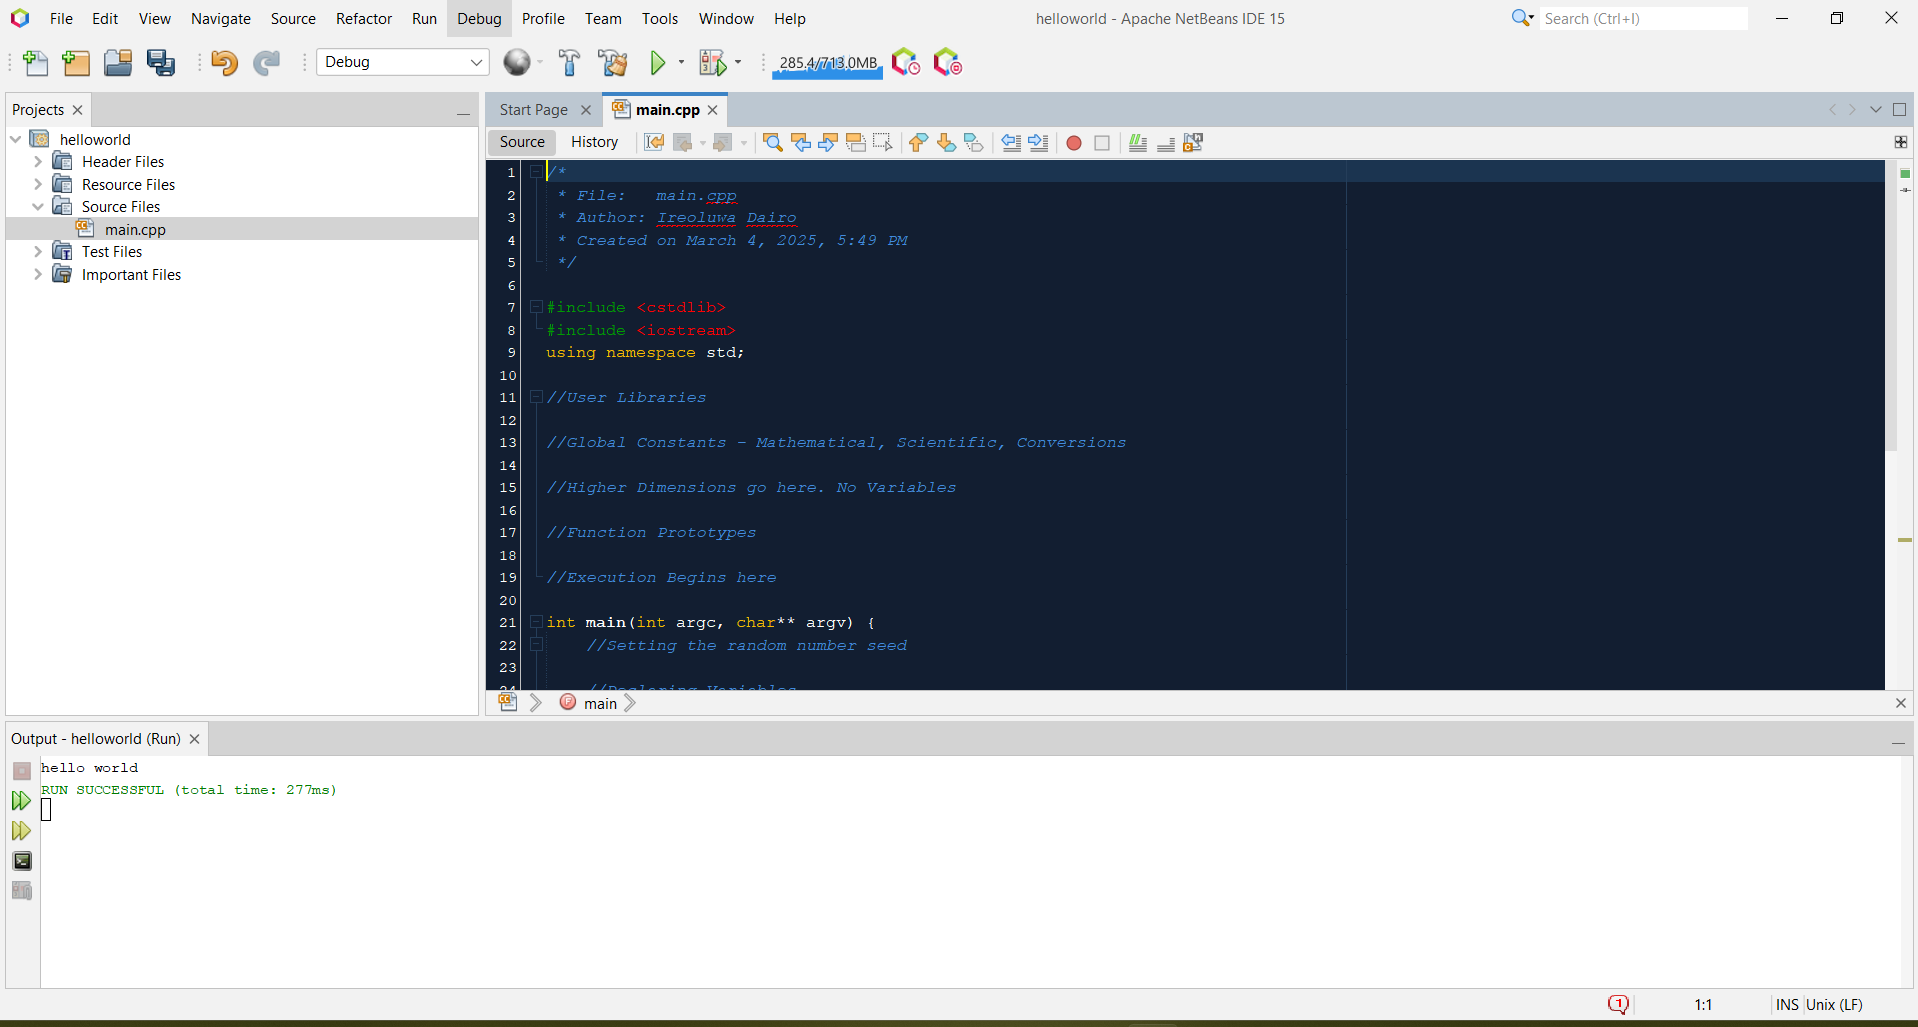 File Edit View Navigate Source Refactor Run Debug Profile Team Tools Window Help
helloworld - Apache NetBeans IDE 15
Search (Ctrl+I)
Debug
285.4/713.0MB
Projects
helloworld
Header Files
Resource Files
Source Files
main.cpp
Test Files
Important Files
Start Page
main.cpp
Source History
1 /*
2 * File: main.cpp
3 * Author: Ireoluwa Dairo
4 * Created on March 4, 2025, 5:49 PM
5 */
6
7 #include <cstdlib>
8 #include <iostream>
9 using namespace std;
10
11 //User Libraries
12
13 //Global Constants - Mathematical, Scientific, Conversions
14
15 //Higher Dimensions go here. No Variables
16
17 //Function Prototypes
18
19 //Execution Begins here
20
21 int main(int argc, char** argv) {
22 //Setting the random number seed
23
24 //Declaring Variables
main
Output - helloworld (Run)
hello world
RUN SUCCESSFUL (total time: 277ms)
1
1:1
INS
Unix (LF)